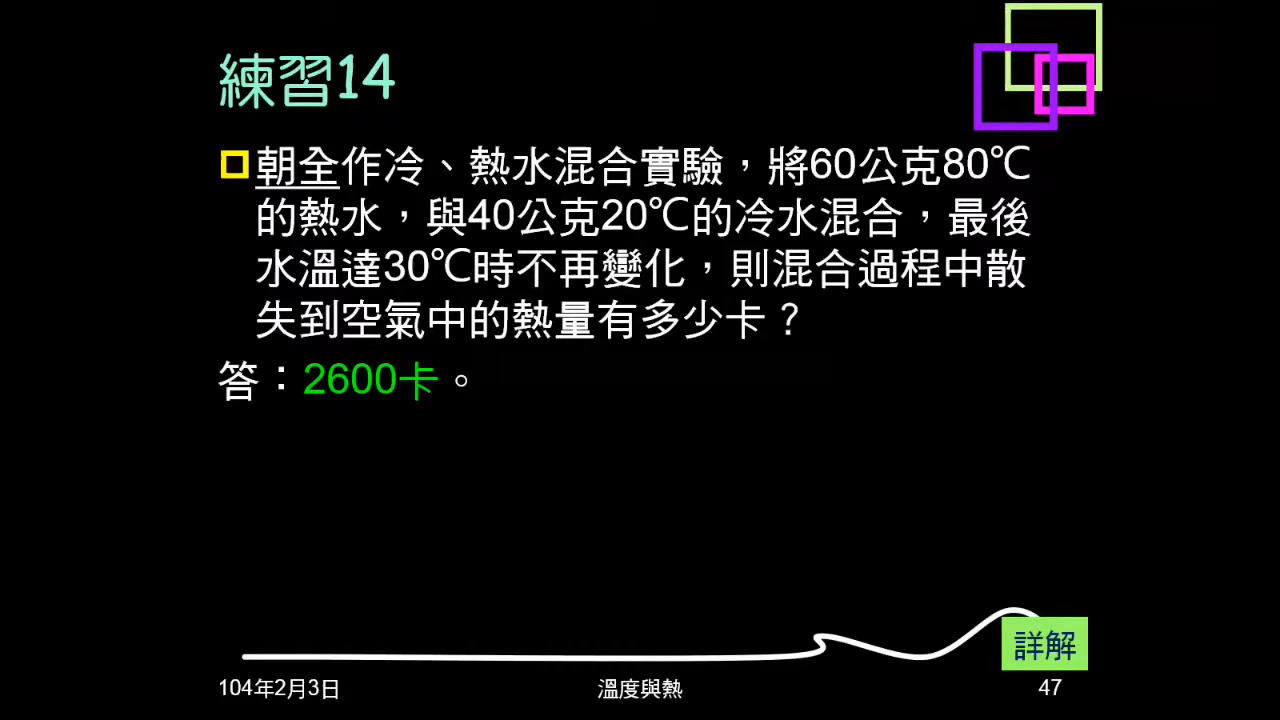 練習14
朝全作冷、熱水混合實驗，將60公克80℃
的熱水，與40公克20℃的冷水混合，最後
水溫達30℃時不再變化，則混合過程中散
失到空氣中的熱量有多少卡？
答：2600卡。
詳解
104年2月3日
溫度與熱
47